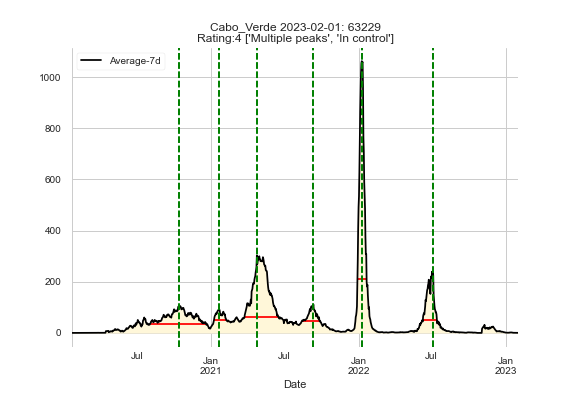 Cabo_Verde 2023-02-01: 63229
Rating:4 ['Multiple peaks', 'In control']
Average-7d
1000
800
600
400
200
0
Jul Jan Jul Jan Jul Jan
2021 2022 2023
Date